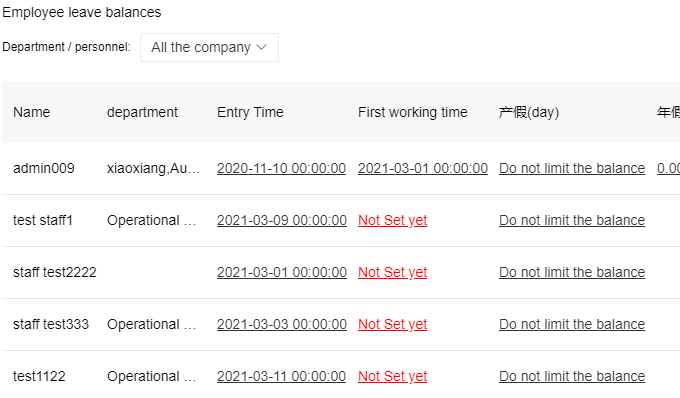 Employee leave balances
Department / personnel: All the company
Name department Entry Time First working time 产假(day) 年假
admin009 xiaoxiang,Au... 2020-11-10 00:00:00 2021-03-01 00:00:00 Do not limit the balance 0.00
test staff1 Operational ... 2021-03-09 00:00:00 Not Set yet Do not limit the balance
staff test2222 2021-03-01 00:00:00 Not Set yet Do not limit the balance
staff test333 Operational ... 2021-03-03 00:00:00 Not Set yet Do not limit the balance
test1122 Operational ... 2021-03-11 00:00:00 Not Set yet Do not limit the balance